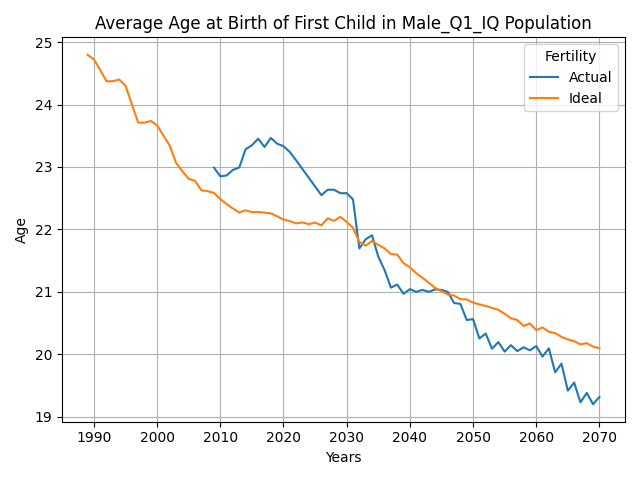 Average Age at Birth of First Child in Male_Q1_IQ Population
Fertility
Actual
Ideal
Age
25
24
23
22
21
20
19
1990 2000 2010 2020 2030 2040 2050 2060 2070
Years